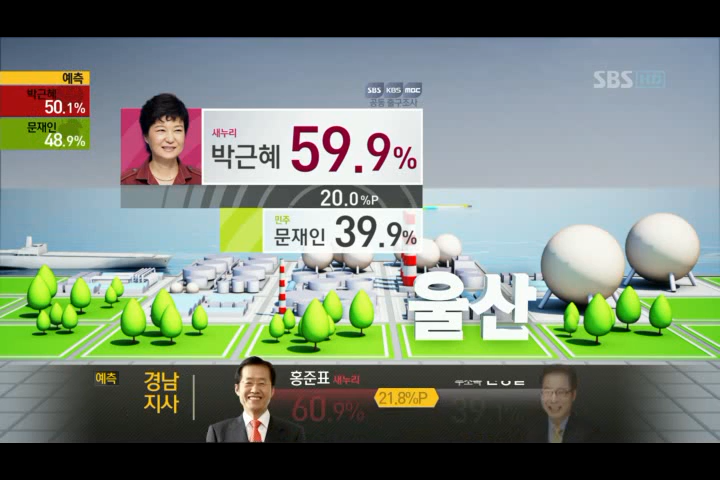 예측
박근혜
50.1%
문재인
48.9%
SBS HD
SBS KBS MBC
공동 출구조사
새누리
박근혜 59.9%
20.0%P
민주
문재인 39.9%
울산
예측
경남
지사
홍준표 새누리
60.9%
21.8%P
39.1%